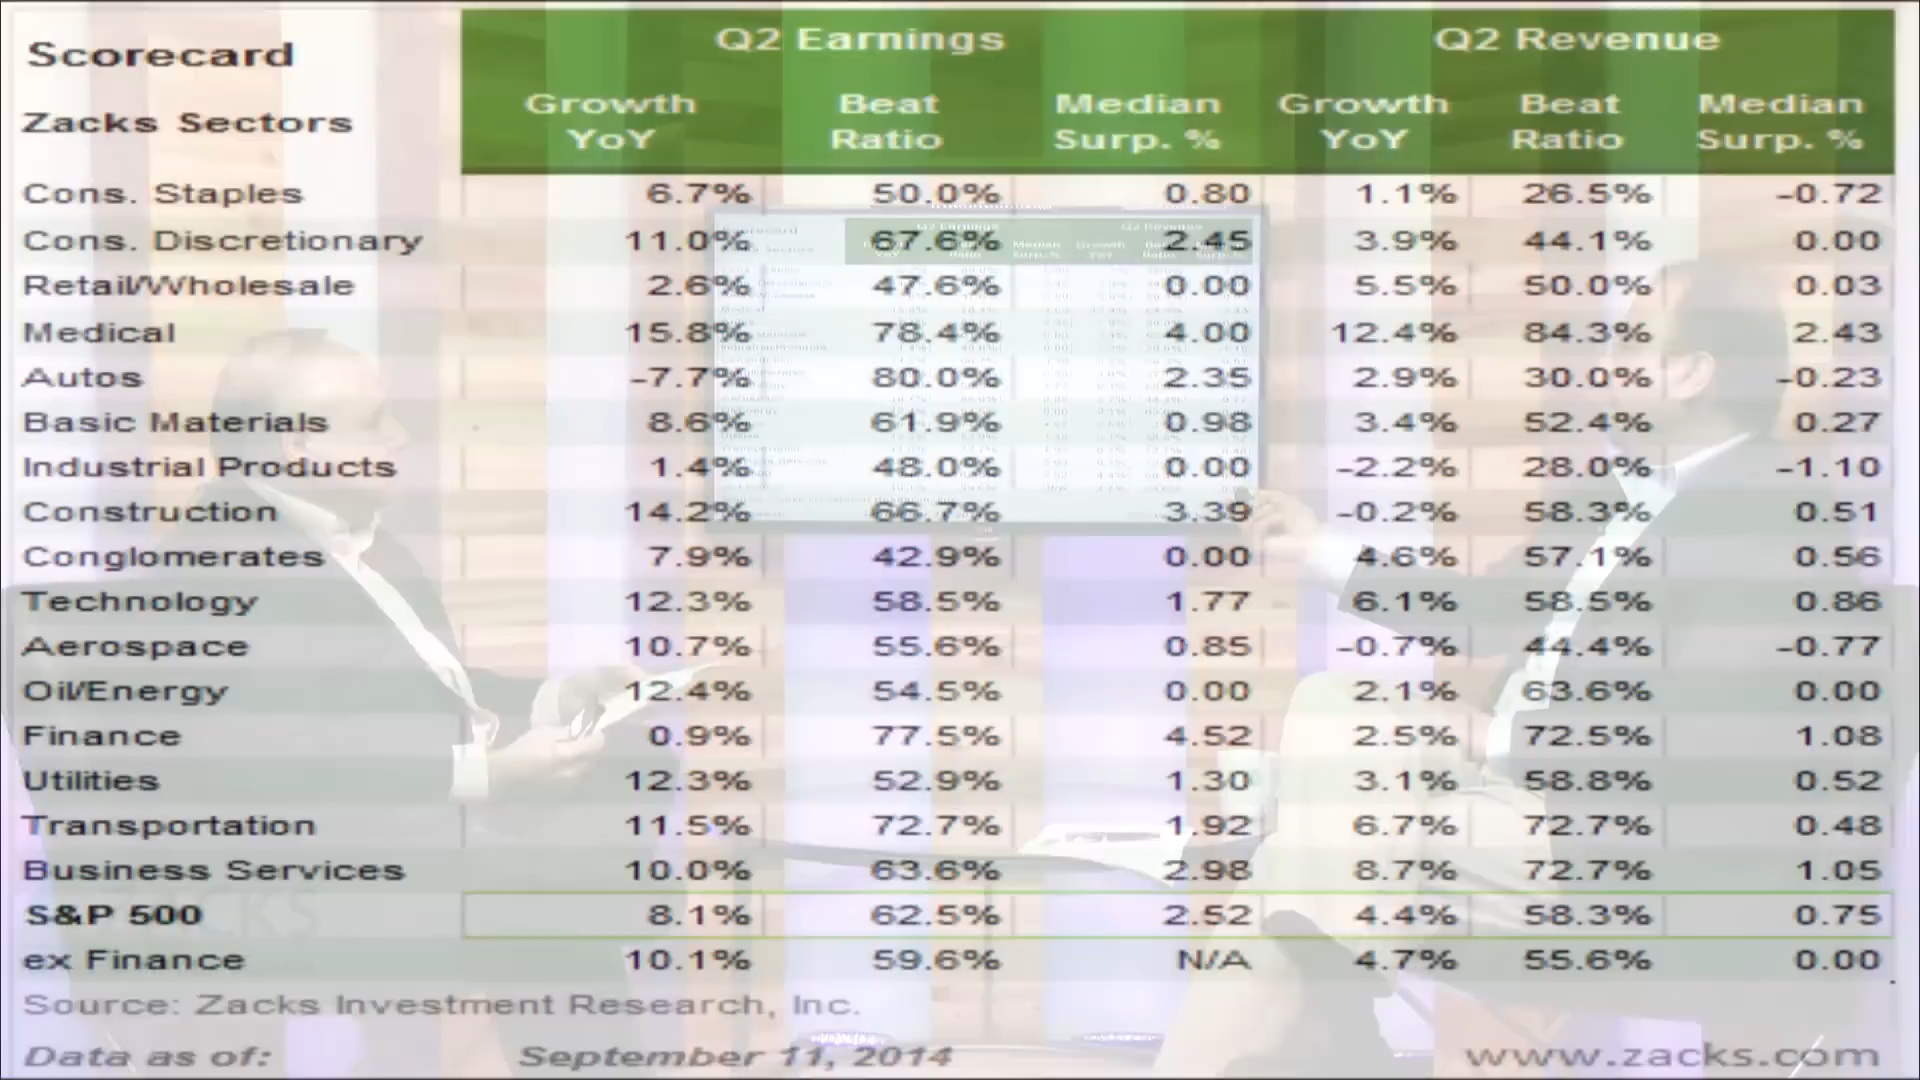 Scorecard Q2 Earnings Q2 Revenue
Zacks Sectors Growth YoY Beat Ratio Median Surp. % Growth YoY Beat Ratio Median Surp. %
Cons. Staples 6.7% 50.0% 0.80 1.1% 26.5% -0.72
Cons. Discretionary 11.0% 67.6% 2.45 3.9% 44.1% 0.00
Retail/Wholesale 2.6% 47.6% 0.00 5.5% 50.0% 0.03
Medical 15.8% 78.4% 4.00 12.4% 84.3% 2.43
Autos -7.7% 80.0% 2.35 2.9% 30.0% -0.23
Basic Materials 8.6% 61.9% 0.98 3.4% 52.4% 0.27
Industrial Products 1.4% 48.0% 0.00 -2.2% 28.0% -1.10
Construction 14.2% 66.7% 3.39 -0.2% 58.3% 0.51
Conglomerates 7.9% 42.9% 0.00 4.6% 57.1% 0.56
Technology 12.3% 58.5% 1.77 6.1% 58.5% 0.86
Aerospace 10.7% 55.6% 0.85 -0.7% 44.4% -0.77
Oil/Energy 12.4% 54.5% 0.00 2.1% 63.6% 0.00
Finance 0.9% 77.5% 4.52 2.5% 72.5% 1.08
Utilities 12.3% 52.9% 1.30 3.1% 58.8% 0.52
Transportation 11.5% 72.7% 1.92 6.7% 72.7% 0.48
Business Services 10.0% 63.6% 2.98 8.7% 72.7% 1.05
S&P 500 8.1% 62.5% 2.52 4.4% 58.3% 0.75
ex Finance 10.1% 59.6% N/A 4.7% 55.6% 0.00
Source: Zacks Investment Research, Inc.
Data as of: September 11, 2014 www.zacks.com
ZACKS